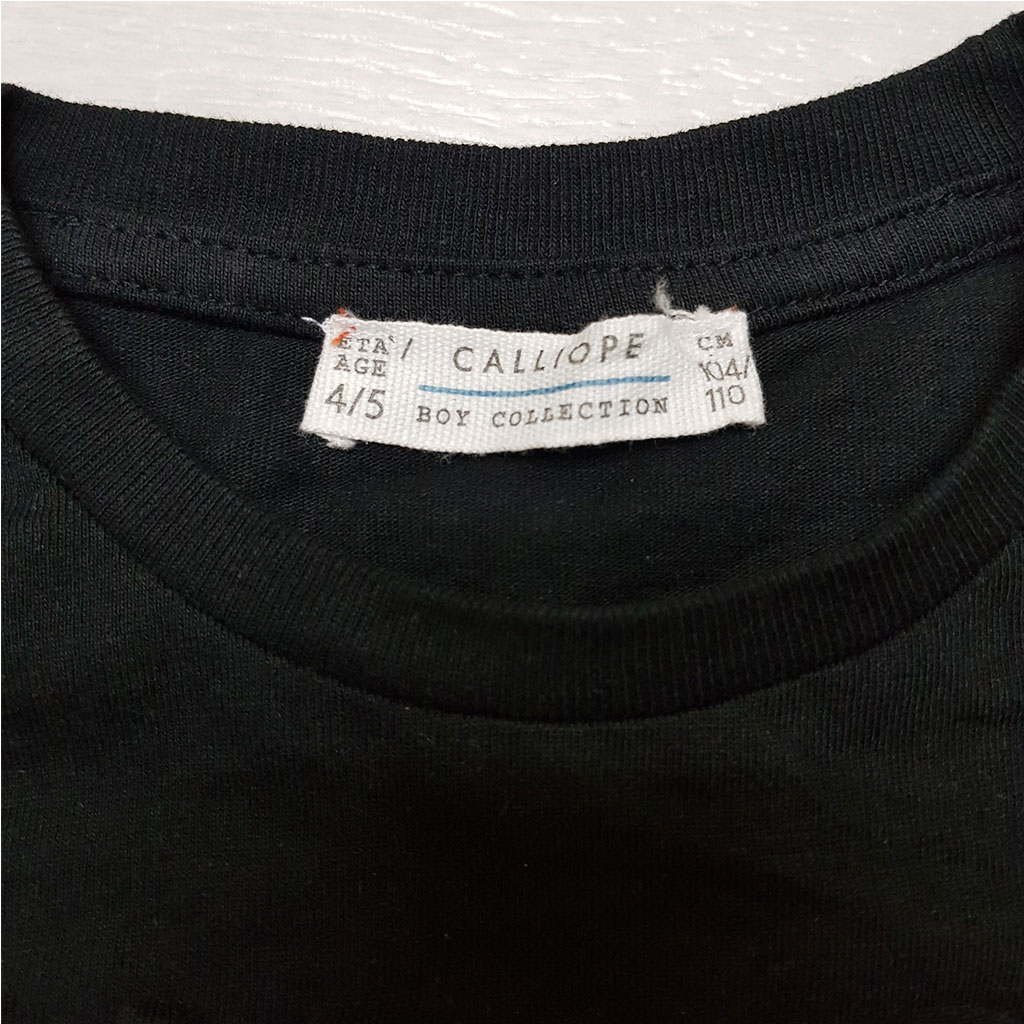 ETA'/
AGE
4/5
CALLIOPE
BOY COLLECTION
CM
104/
110